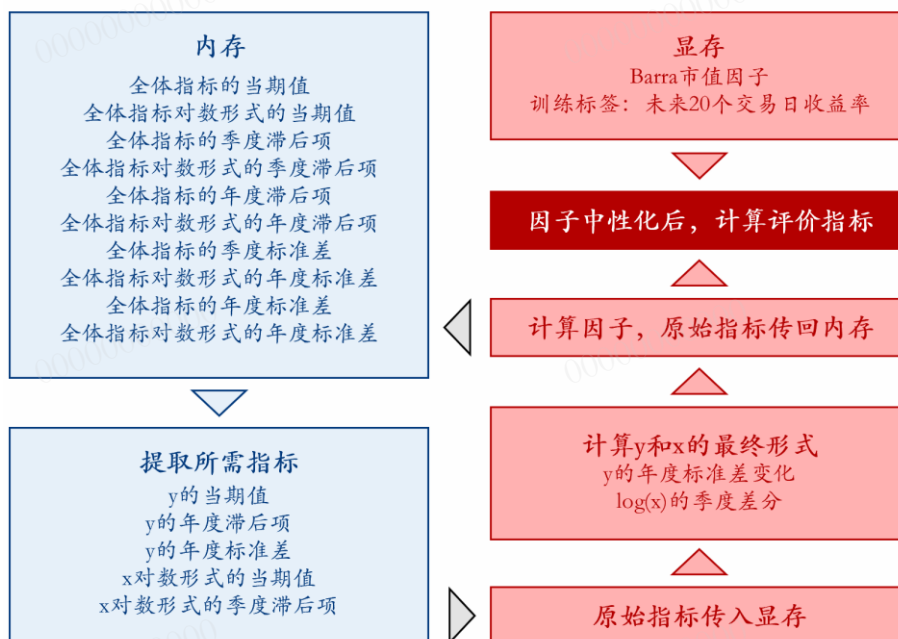 内存
全体指标的当期值
全体指标对数形式的当期值
全体指标的季度滞后项
全体指标对数形式的季度滞后项
全体指标的年度滞后项
全体指标对数形式的年度滞后项
全体指标的季度标准差
全体指标对数形式的年度标准差
全体指标的年度标准差
全体指标对数形式的年度标准差
提取所需指标
y的当期值
y的年度滞后项
y的年度标准差
x对数形式的当期值
x对数形式的季度滞后项
显存
Barra市值因子
训练标签：未来20个交易日收益率
因子中性化后，计算评价指标
计算因子，原始指标传回内存
计算y和x的最终形式
y的年度标准差变化
log(x)的季度差分
原始指标传入显存